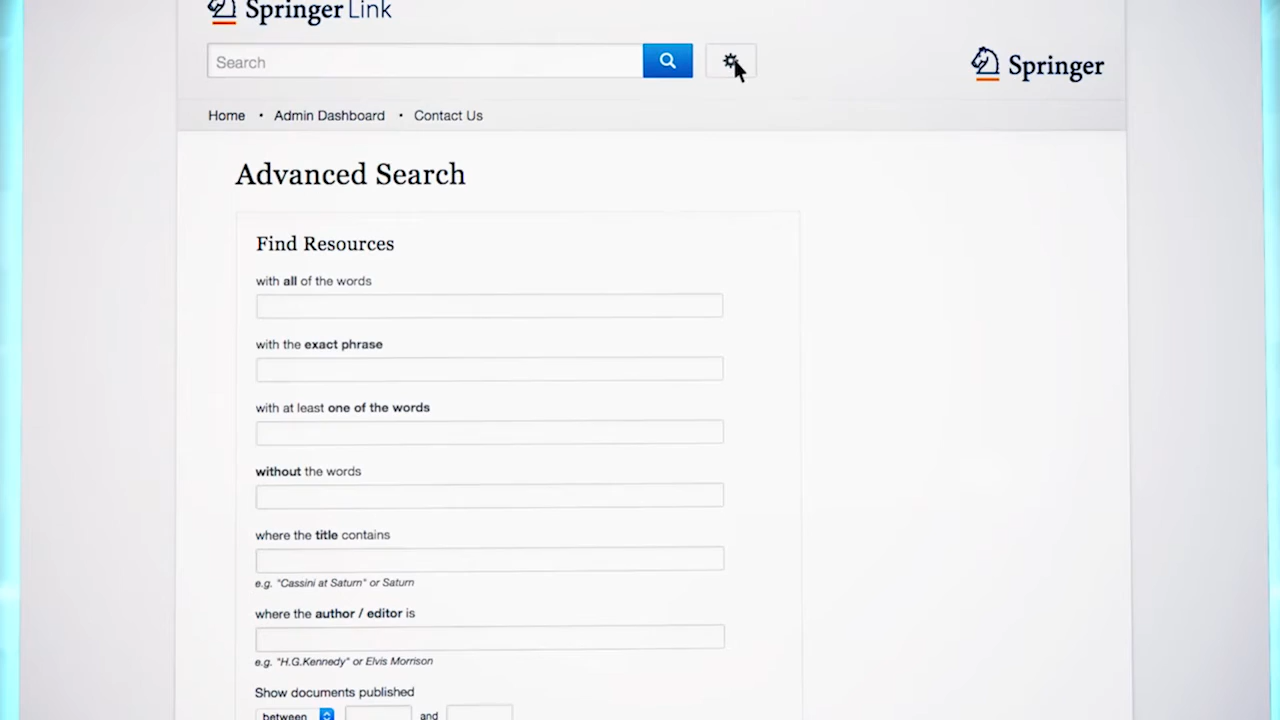 Springer Link
Search
Springer
Home • Admin Dashboard • Contact Us
Advanced Search
Find Resources
with all of the words
with the exact phrase
with at least one of the words
without the words
where the title contains
e.g. "Cassini at Saturn" or Saturn
where the author / editor is
e.g. "H.G.Kennedy" or Elvis Morrison
Show documents published
between and